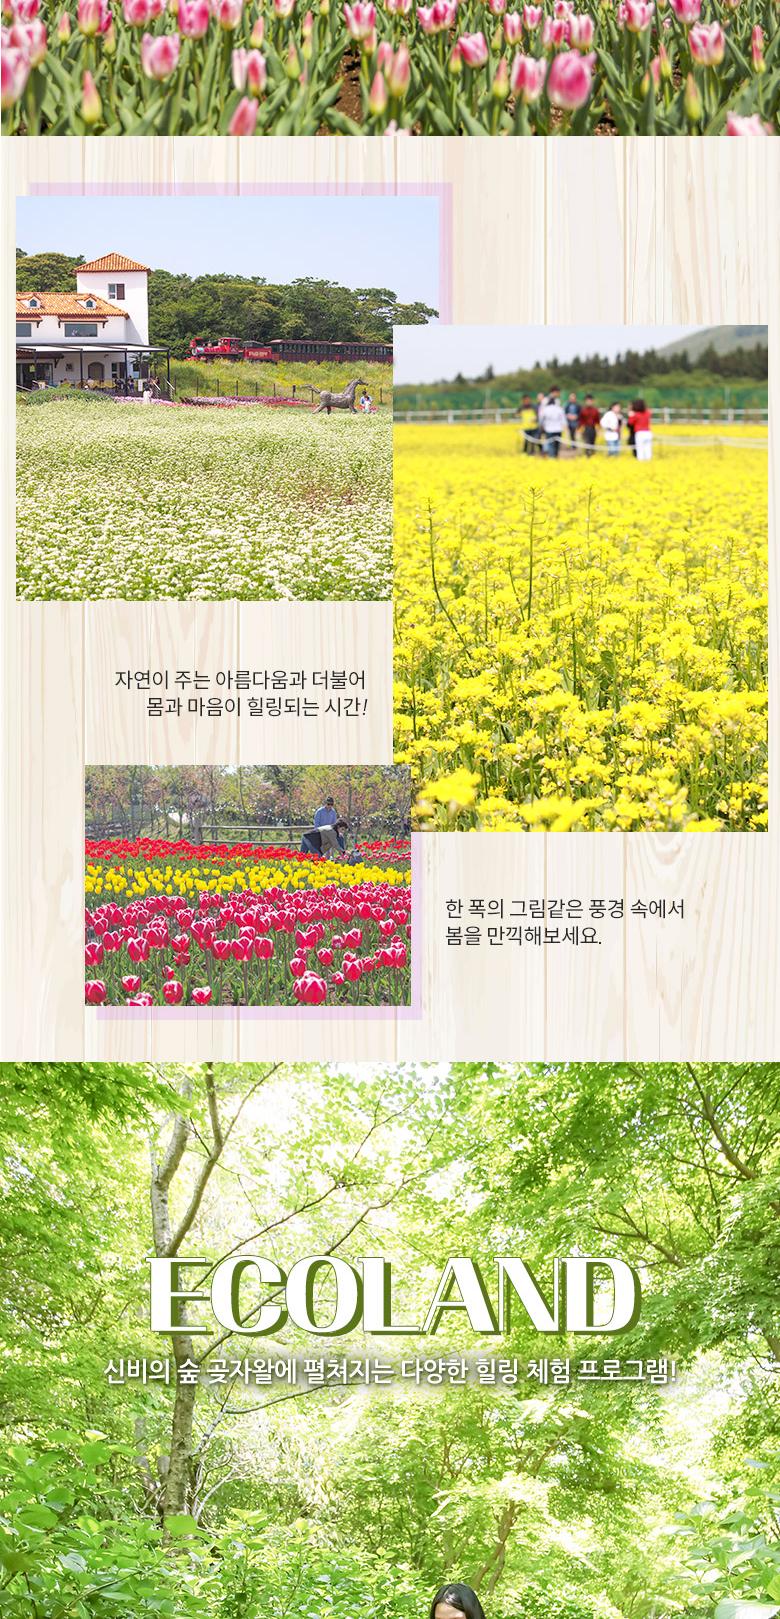 자연이 주는 아름다움과 더불어
몸과 마음이 힐링되는 시간!
한 폭의 그림같은 풍경 속에서
봄을 만끽해보세요.
ECOLAND
신비의 숲 곶자왈에 펼쳐지는 다양한 힐링 체험 프로그램!